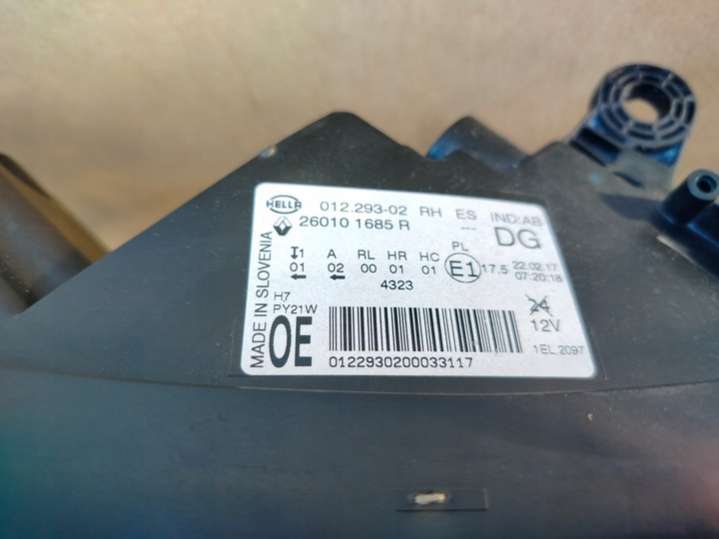 HELLA 012.293-02 RH ES IND:AB
26010 1685 R --- DG
1 A RL HR HC PL
01 02 00 01 01 E1 17.5 22.02.17
4323 07:20:18
H7
PY21W
MADE IN SLOVENIA
OE
24
12V
1EL.2097
0122930200033117